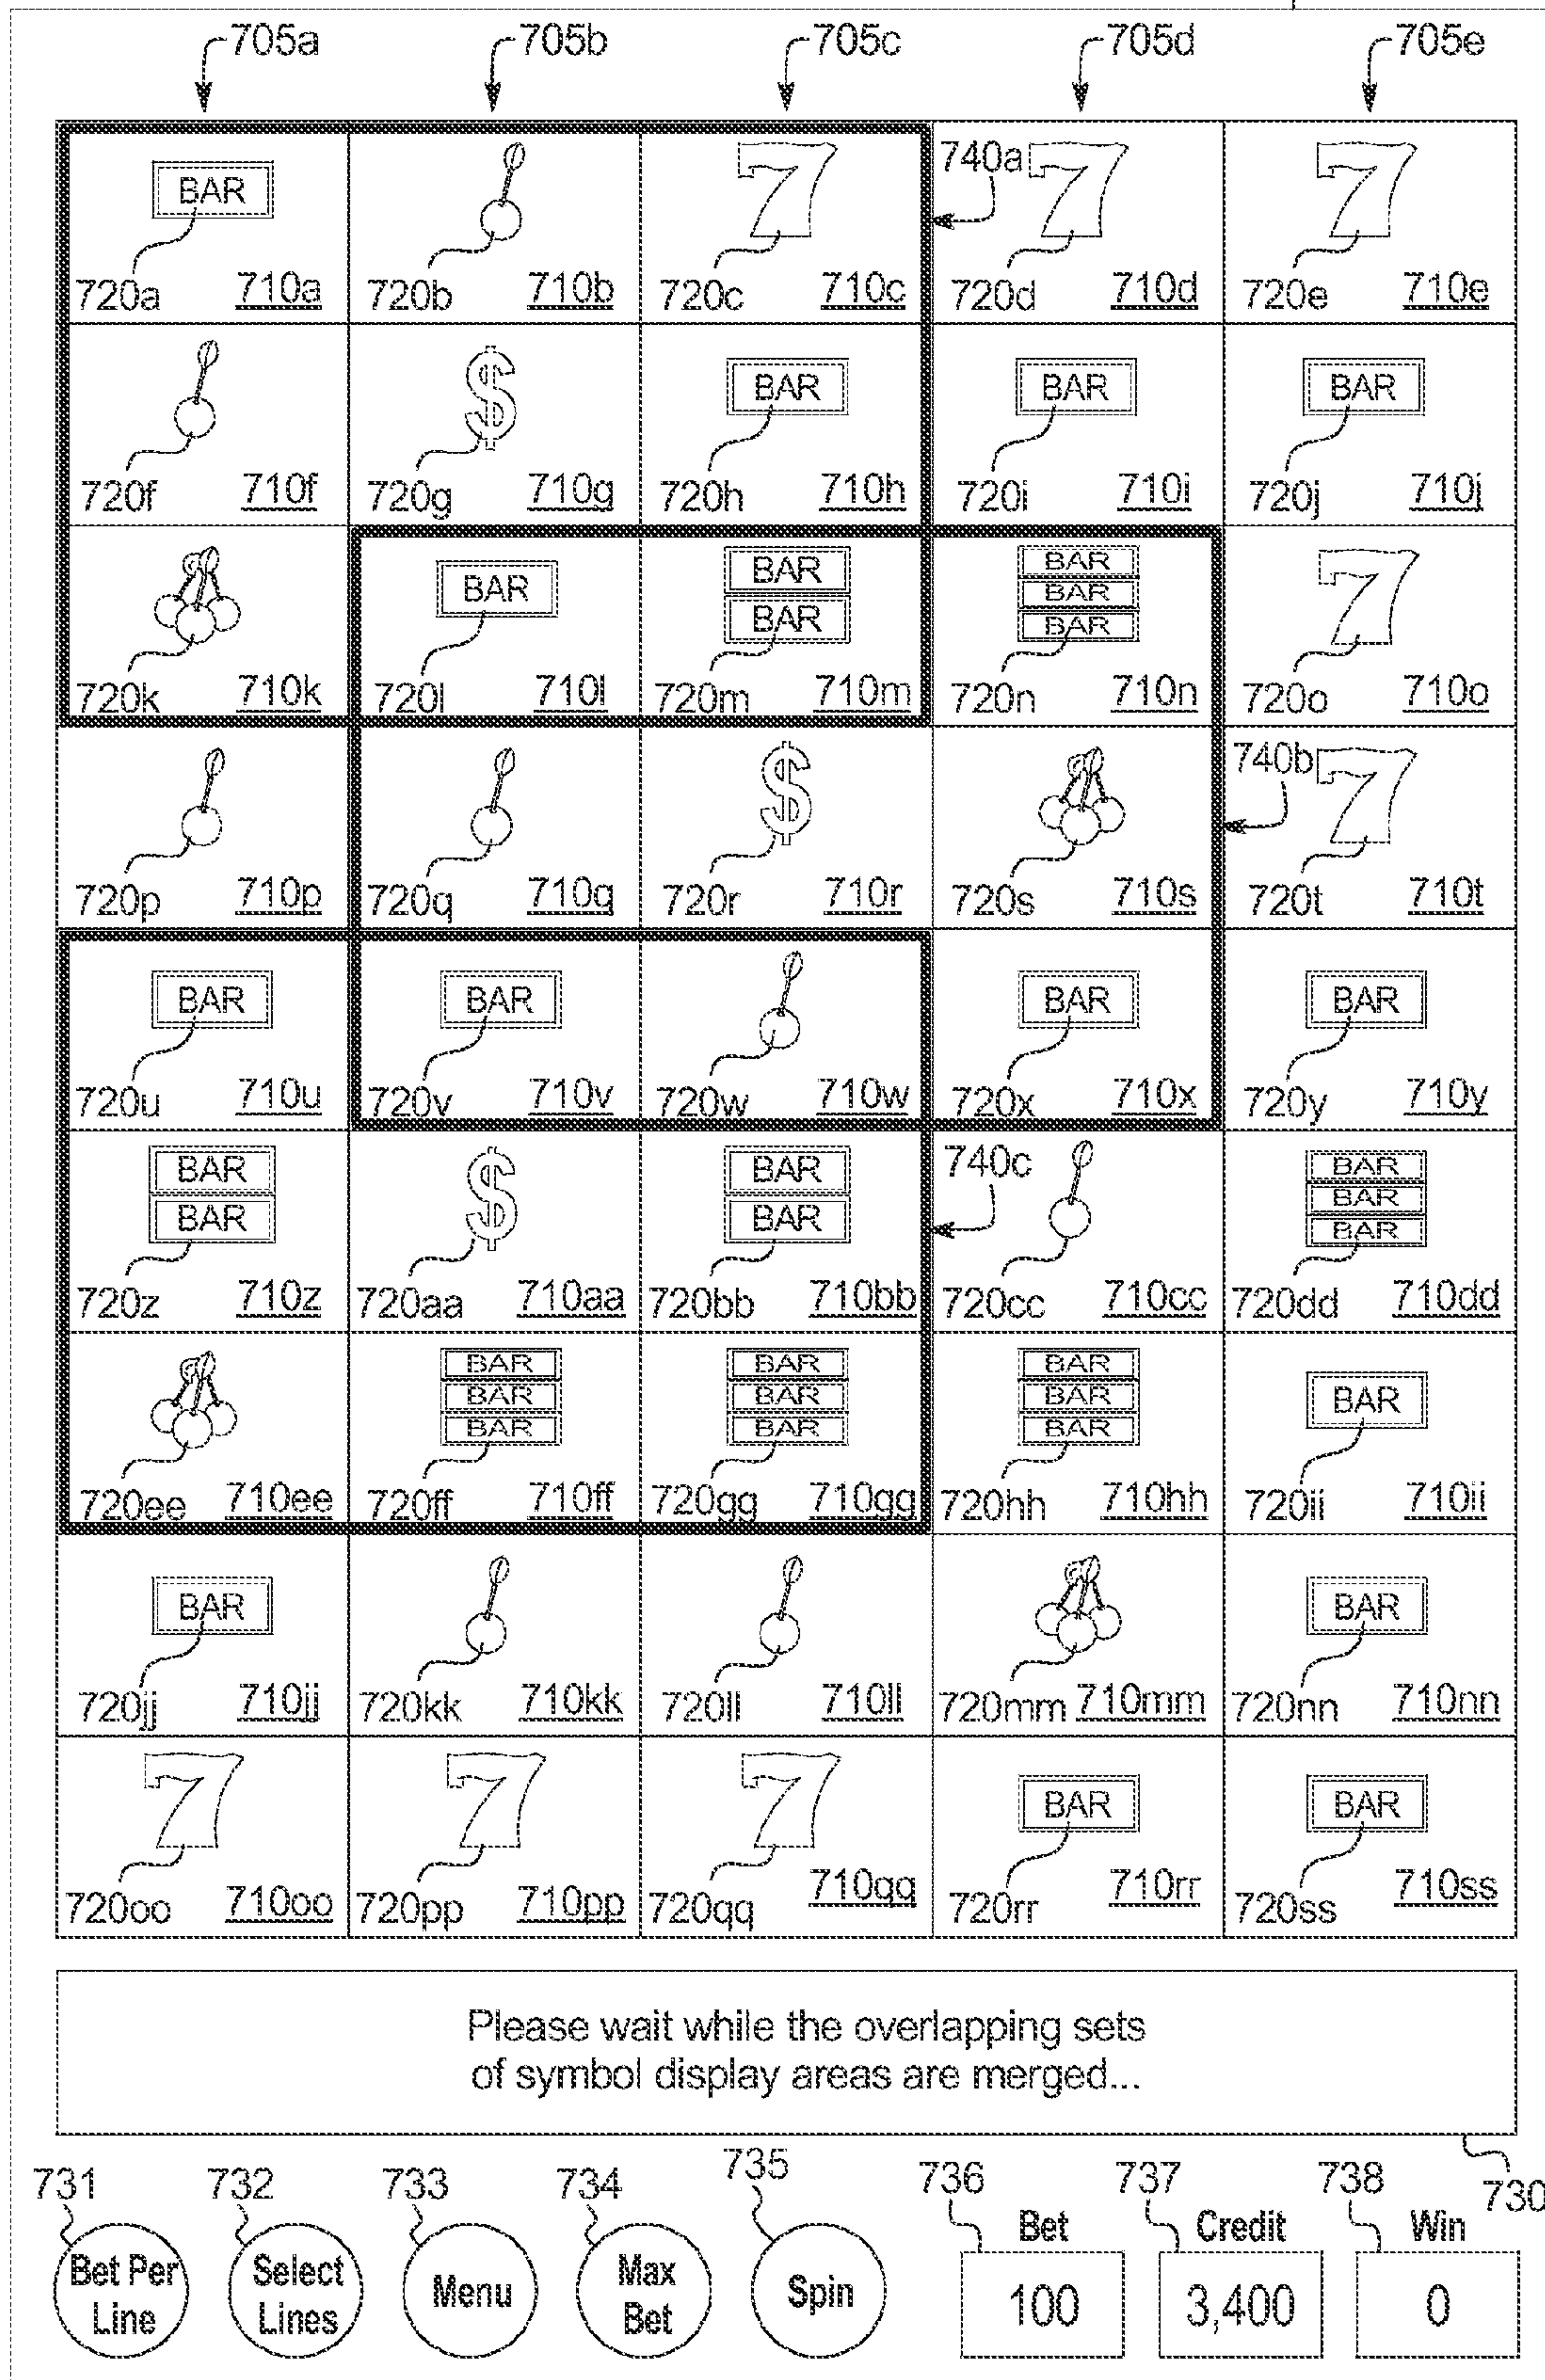 705a 705b 705c 705d 705e
BAR 7 740a 7 7
720a 710a 720b 710b 720c 710c 720d 710d 720e 710e
$ BAR BAR BAR
720f 710f 720g 710g 720h 710h 720i 710i 720j 710j
BAR BAR BAR BAR BAR BAR 7
720k 710k 720l 710l 720m 710m 720n 710n 720o 710o
$ 740b 7
720p 710p 720q 710q 720r 710r 720s 710s 720t 710t
BAR BAR BAR BAR
720u 710u 720v 710v 720w 710w 720x 710x 720y 710y
BAR BAR $ BAR BAR 740c BAR BAR BAR
720z 710z 720aa 710aa 720bb 710bb 720cc 710cc 720dd 710dd
BAR BAR BAR BAR BAR BAR BAR BAR BAR BAR
720ee 710ee 720ff 710ff 720gg 710gg 720hh 710hh 720ii 710ii
BAR BAR
720jj 710jj 720kk 710kk 720ll 710ll 720mm 710mm 720nn 710nn
7 7 7 BAR BAR
720oo 710oo 720pp 710pp 720qq 710qq 720rr 710rr 720ss 710ss
Please wait while the overlapping sets
of symbol display areas are merged...
731 732 733 734 735 736 737 738 730
Bet Per Line
Select Lines
Menu
Max Bet
Spin
Bet Credit Win
100 3,400 0